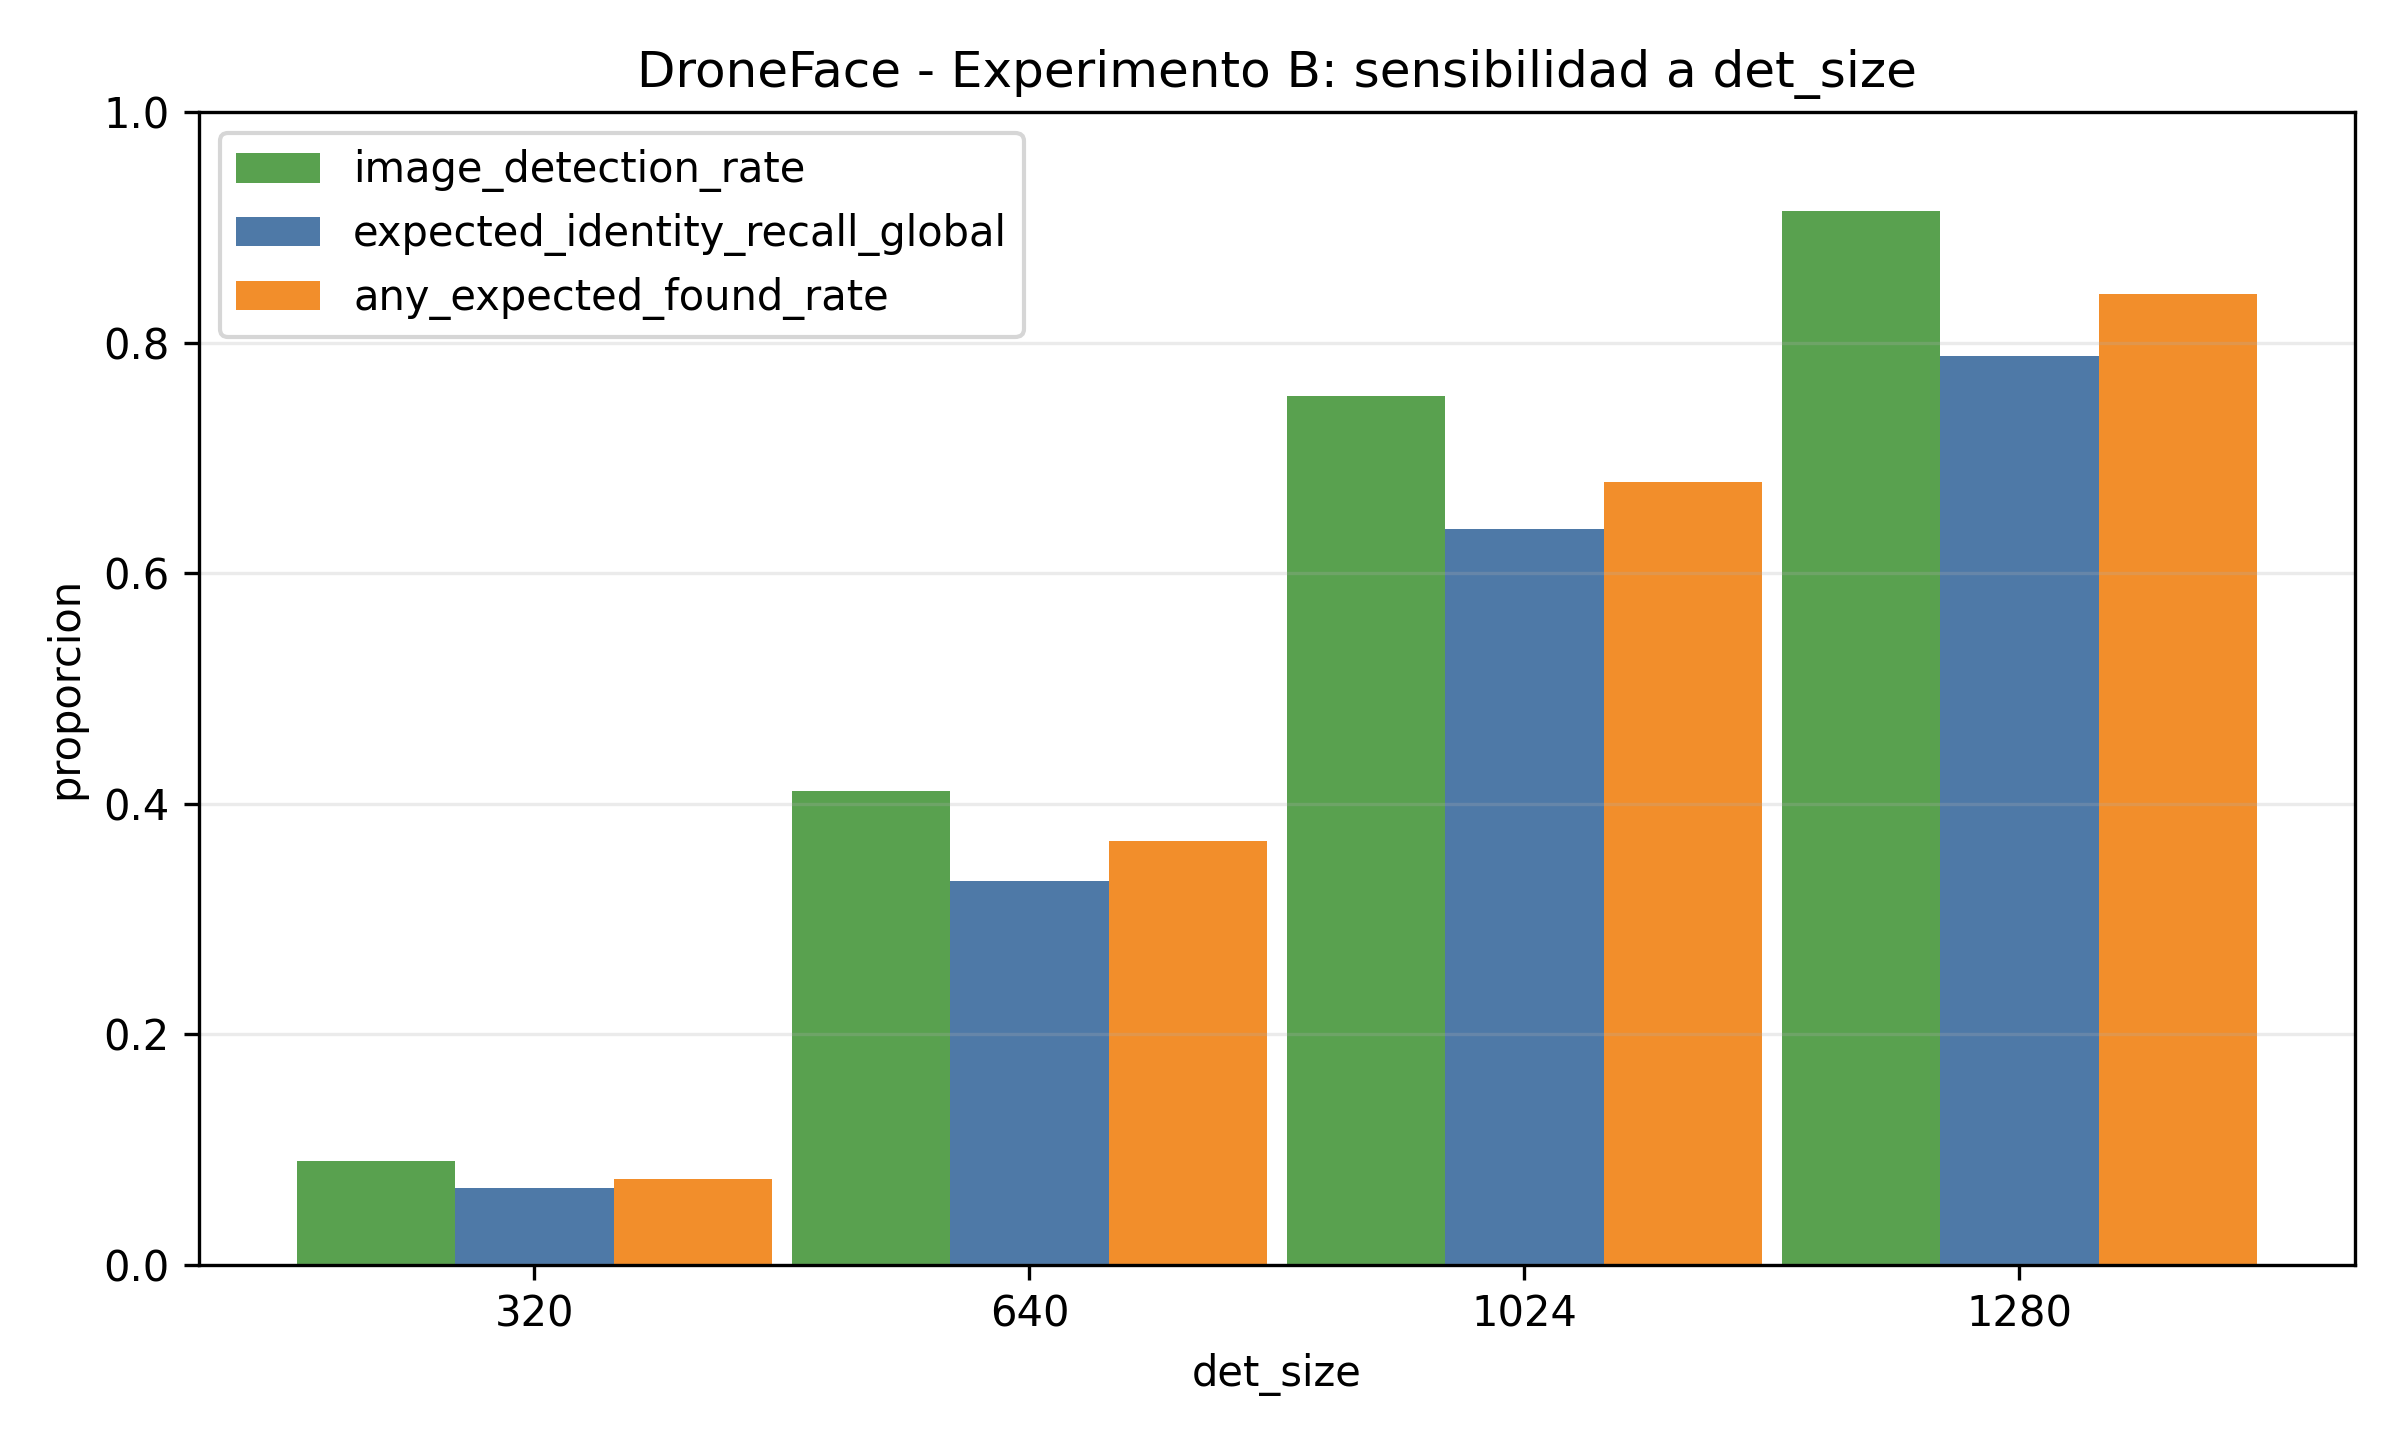 DroneFace - Experimento B: sensibilidad a det_size
1.0
0.8
0.6
0.4
0.2
0.0
proporcion
image_detection_rate
expected_identity_recall_global
any_expected_found_rate
320 640 1024 1280
det_size